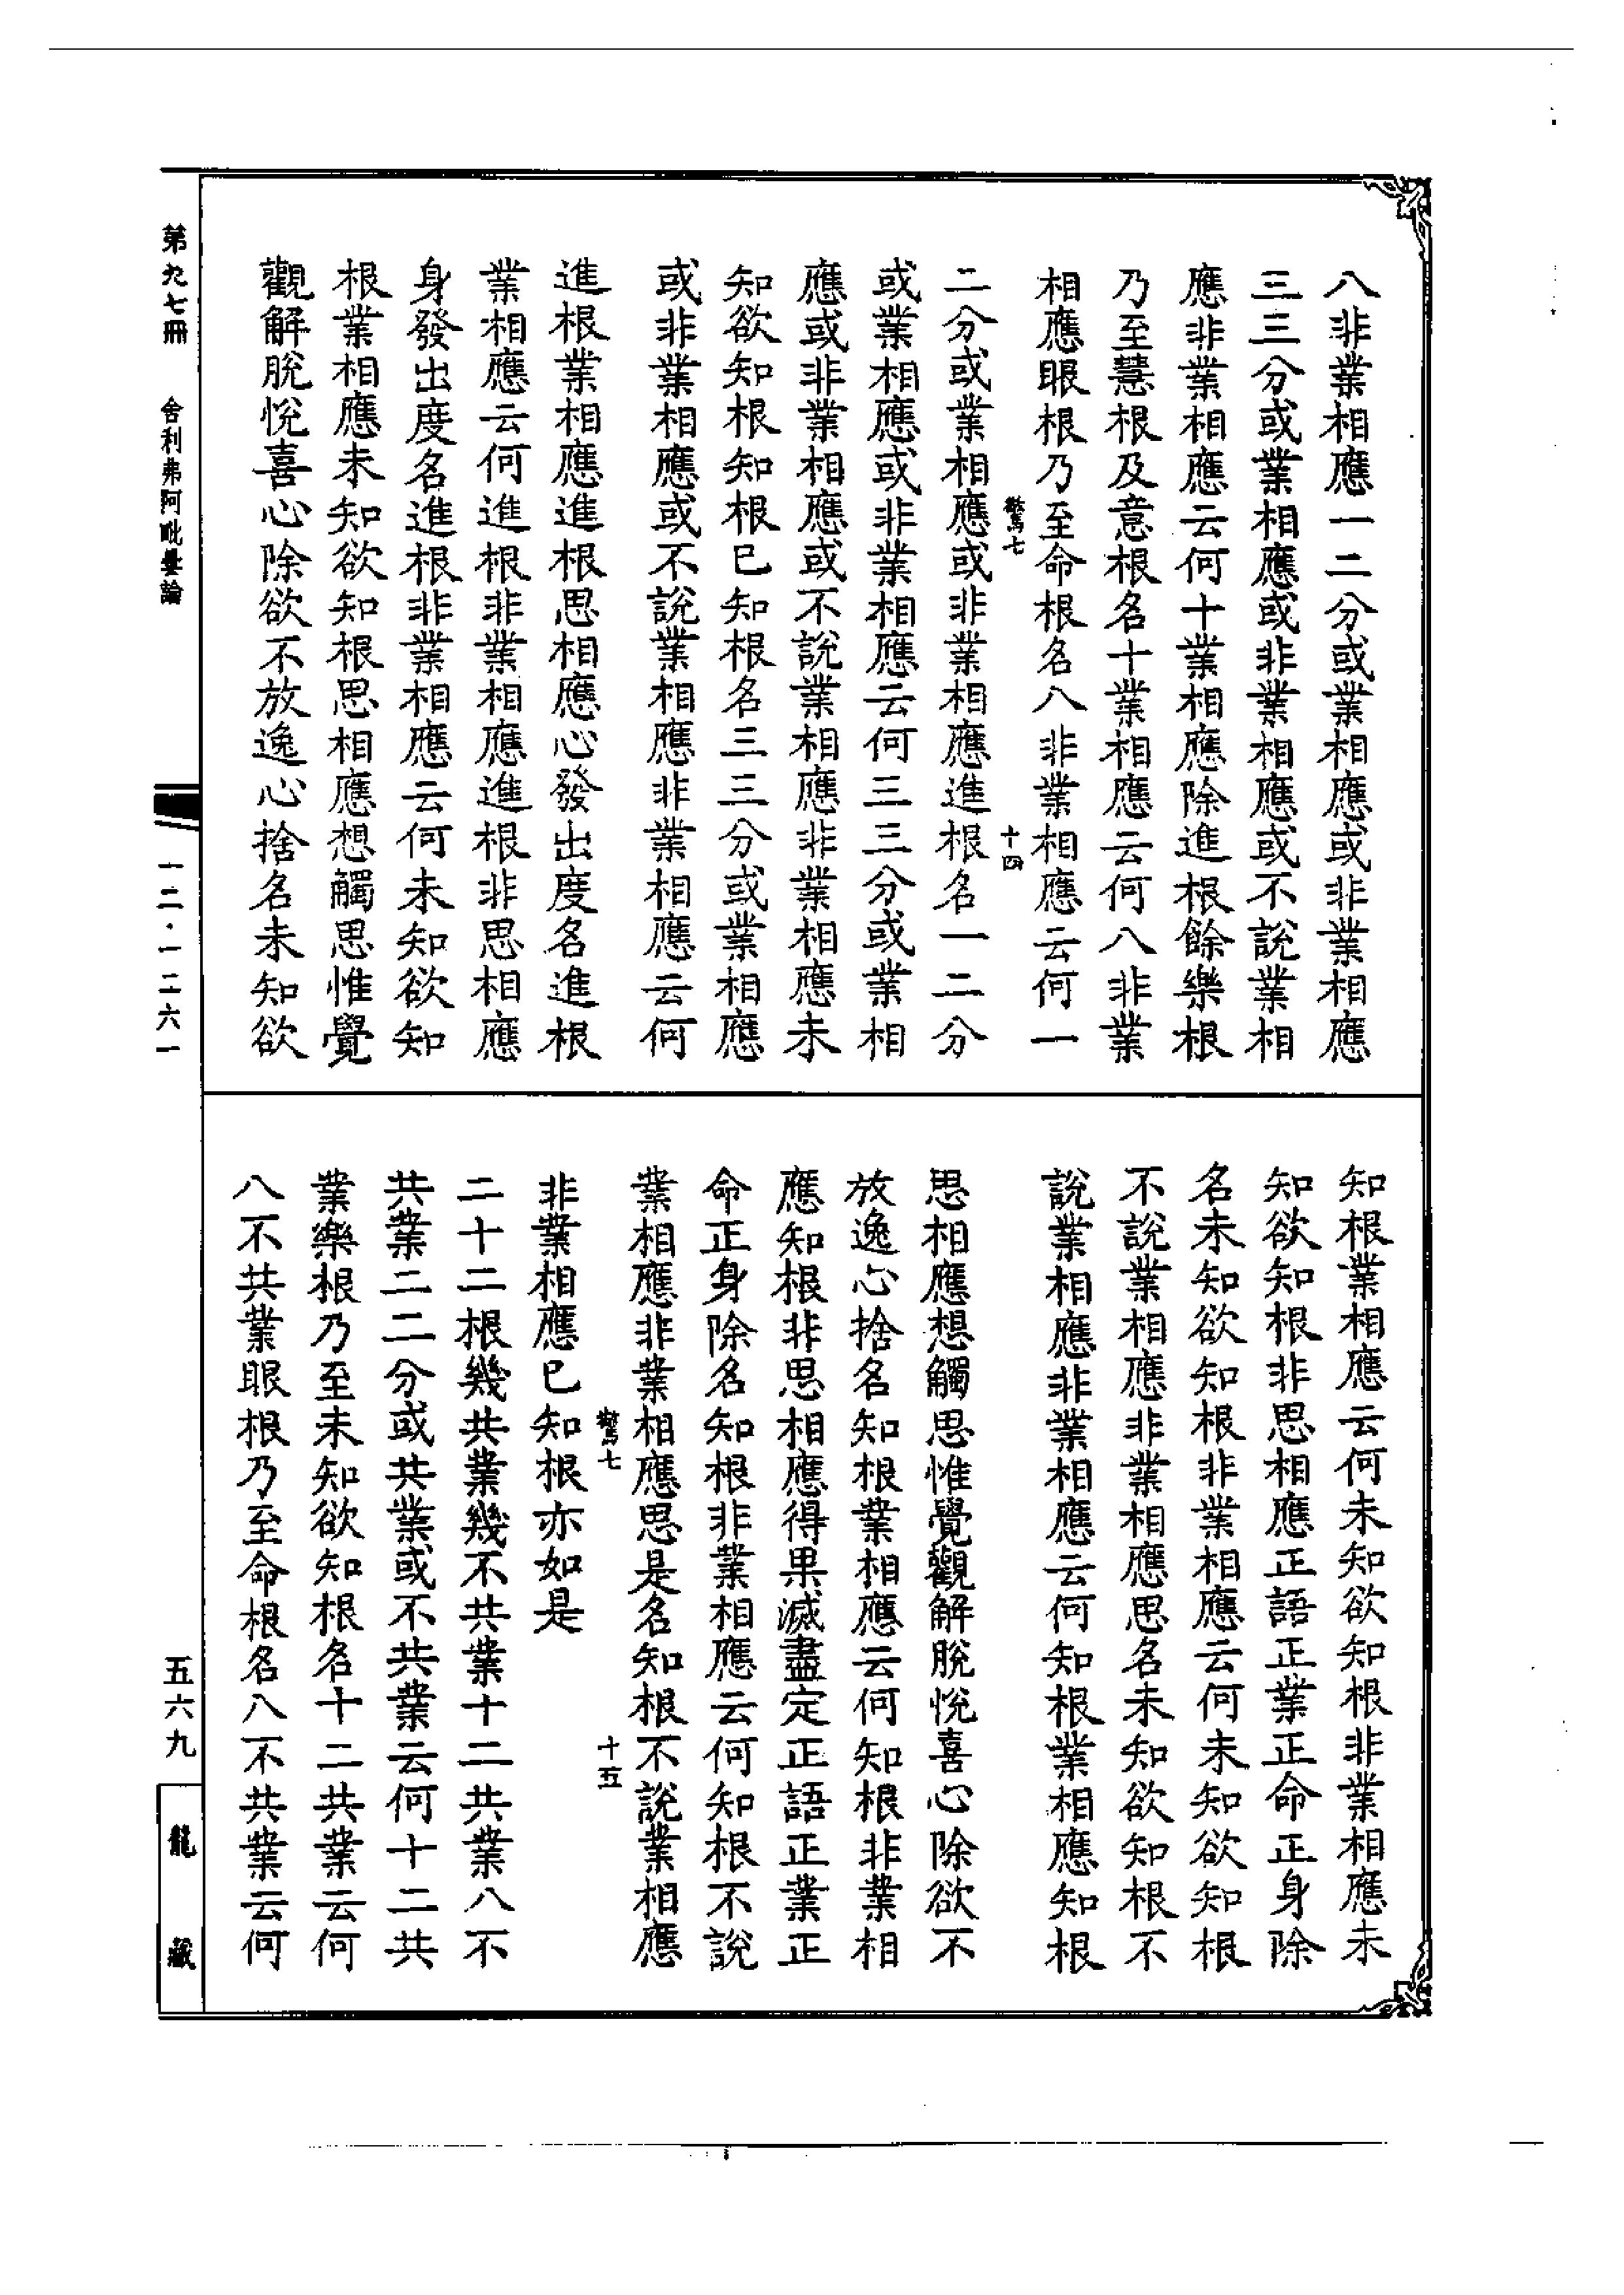 八非業相應一二分或業相應或非業相應
三三分或業相應或非業相應或不說業相
應非業相應云何十業相應除進根餘樂根
乃至慧根及意根名十業相應云何八非業
相應眼根乃至命根名八非業相應云何一
驚七
十四
二分或業相應或非業相應進根名一二分
或業相應或非業相應云何三三分或業相
應或非業相應或不說業相應非業相應未
知欲知根知根已知根名三三分或業相應
或非業相應或不說業相應非業相應云何
進根業相應進根思相應心發出度名進根
業相應云何進根非業相應進根非思相應
身發出度名進根非業相應云何未知欲知
根業相應未知欲知根思相應想觸思惟覺
觀解脫悅喜心除欲不放逸心捨名未知欲
知根業相應云何未知欲知根非業相應未
知欲知根非思相應正語正業正命正身除
名未知欲知根非業相應云何未知欲知根
不說業相應非業相應思名未知欲知根不
說業相應非業相應云何知根業相應知根
思相應想觸思惟覺觀解脫悅喜心除欲不
放逸心捨名知根業相應云何知根非業相
應知根非思相應得果滅盡定正語正業正
命正身除名知根非業相應云何知根不說
業相應非業相應思是名知根不說業相應
驚七
十五
非業相應已知根亦如是
二十二根幾共業幾不共業十二共業八不
共業二二分或共業或不共業云何十二共
業樂根乃至未知欲知根名十二共業云何
八不共業眼根乃至命根名八不共業云何
第九七冊
舍利弗阿毗曇論
一二·一二六一
五六九
龍藏